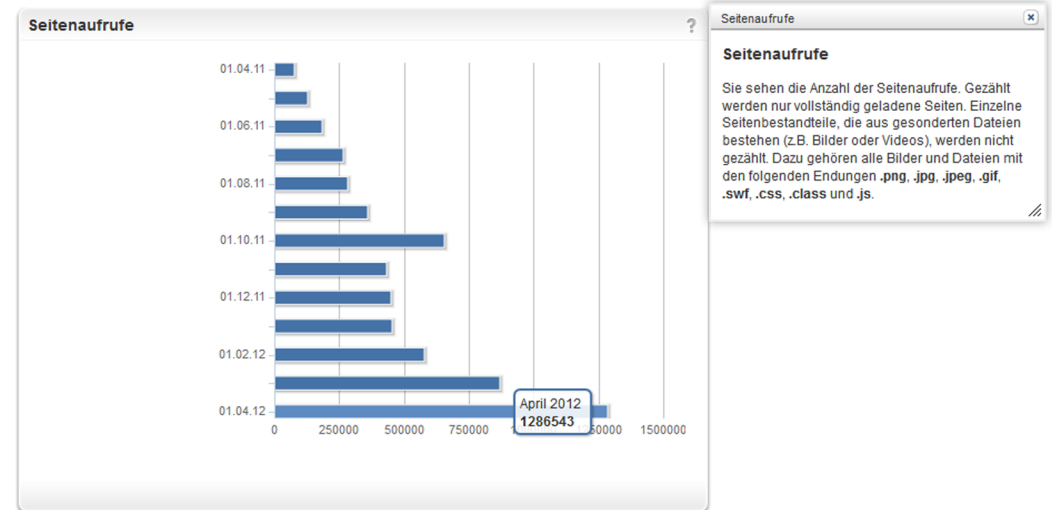 Seitenaufrufe
?
01.04.11
01.06.11
01.08.11
01.10.11
01.12.11
01.02.12
01.04.12
April 2012
1286543
0 250000 500000 750000 1500000
Seitenaufrufe
Seitenaufrufe
Sie sehen die Anzahl der Seitenaufrufe. Gezählt
werden nur vollständig geladene Seiten. Einzelne
Seitenbestandteile, die aus gesonderten Dateien
bestehen (z.B. Bilder oder Videos), werden nicht
gezählt. Dazu gehören alle Bilder und Dateien mit
den folgenden Endungen .png, .jpg, .jpeg, .gif,
.swf, .css, .class und .js.